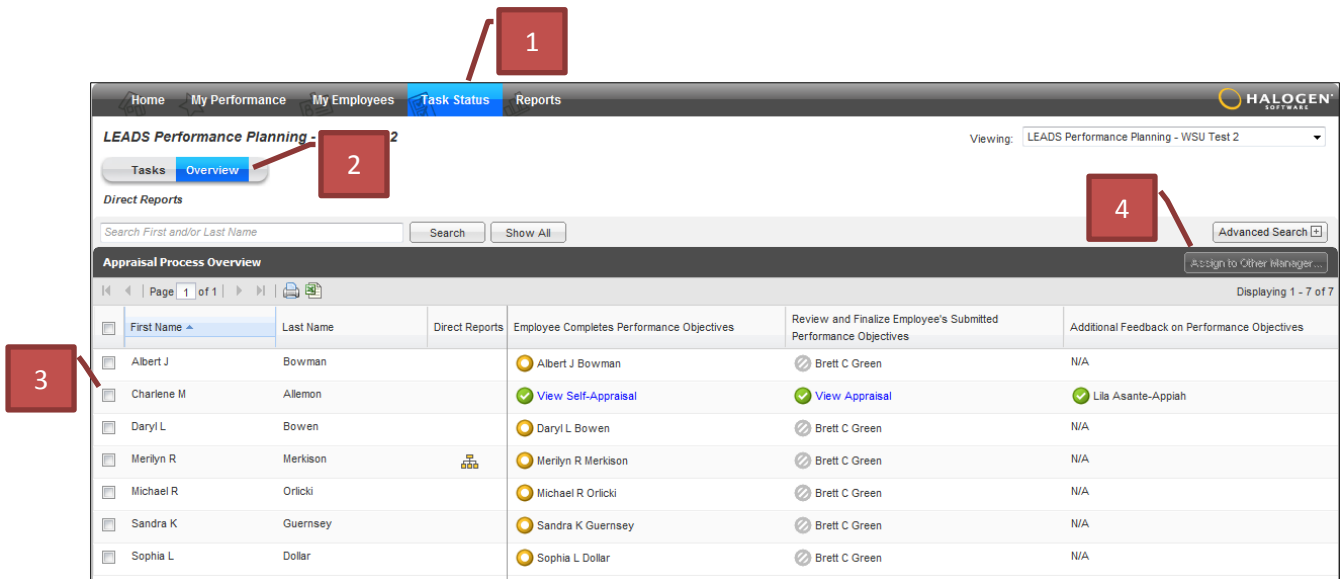 1
Home My Performance My Employees Task Status Reports HALOGEN SOFTWARE
LEADS Performance Planning - 2 Viewing: LEADS Performance Planning - WSU Test 2
Tasks Overview 2
Direct Reports
4
Search First and/or Last Name Search Show All Advanced Search
Appraisal Process Overview Assign to Other Manager...
Page 1 of 1 Displaying 1 - 7 of 7
First Name Last Name Direct Reports Employee Completes Performance Objectives Review and Finalize Employee's Submitted
Performance Objectives Additional Feedback on Performance Objectives
Albert J Bowman Albert J Bowman Brett C Green N/A
3
Charlene M Allemon View Self-Appraisal View Appraisal Lila Asante-Appiah
Daryl L Bowen Daryl L Bowen Brett C Green N/A
Merilyn R Merkison Merilyn R Merkison Brett C Green N/A
Michael R Orlicki Michael R Orlicki Brett C Green N/A
Sandra K Guernsey Sandra K Guernsey Brett C Green N/A
Sophia L Dollar Sophia L Dollar Brett C Green N/A